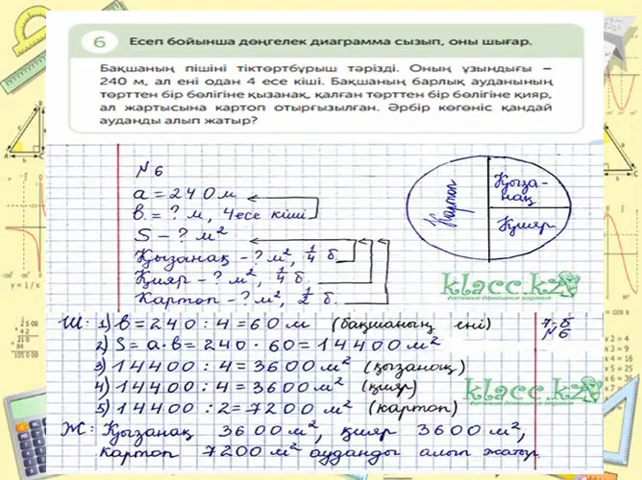 6 Есеп бойынша дөңгелек диаграмма сызып, оны шығар.
Бақшаның пішіні тіктөртбұрыш тәрізді. Оның ұзындығы –
240 м, ал ені одан 4 есе кіші. Бақшаның барлық ауданының
төрттен бір бөлігіне қызанақ, қалған төрттен бір бөлігіне қияр,
ал жартысына картоп отырғызылған. Әрбір көгөніс қандай
ауданды алып жатыр?
№6
a = 240 м
b = ? м, 4 есе кіші
S - ? м²
Қызанақ - ? м², 1/4 б.
Қияр - ? м², 1/4 б.
Картоп - ? м², 1/2 б.
Картоп
Қыза-
нақ
Қияр
klacc.kz
Ш: 1) b = 240 : 4 = 60 м (бақшаның ені)
2) S = a · b = 240 · 60 = 14400 м²
3) 14400 : 4 = 3600 м² (қызанақ)
4) 14400 : 4 = 3600 м² (қияр)
5) 14400 : 2 = 7200 м² (картоп)
Ж: Қызанақ 3600 м², қияр 3600 м²,
картоп 7200 м² ауданды алып жатыр.
№6
klacc.kz
y = 1/x